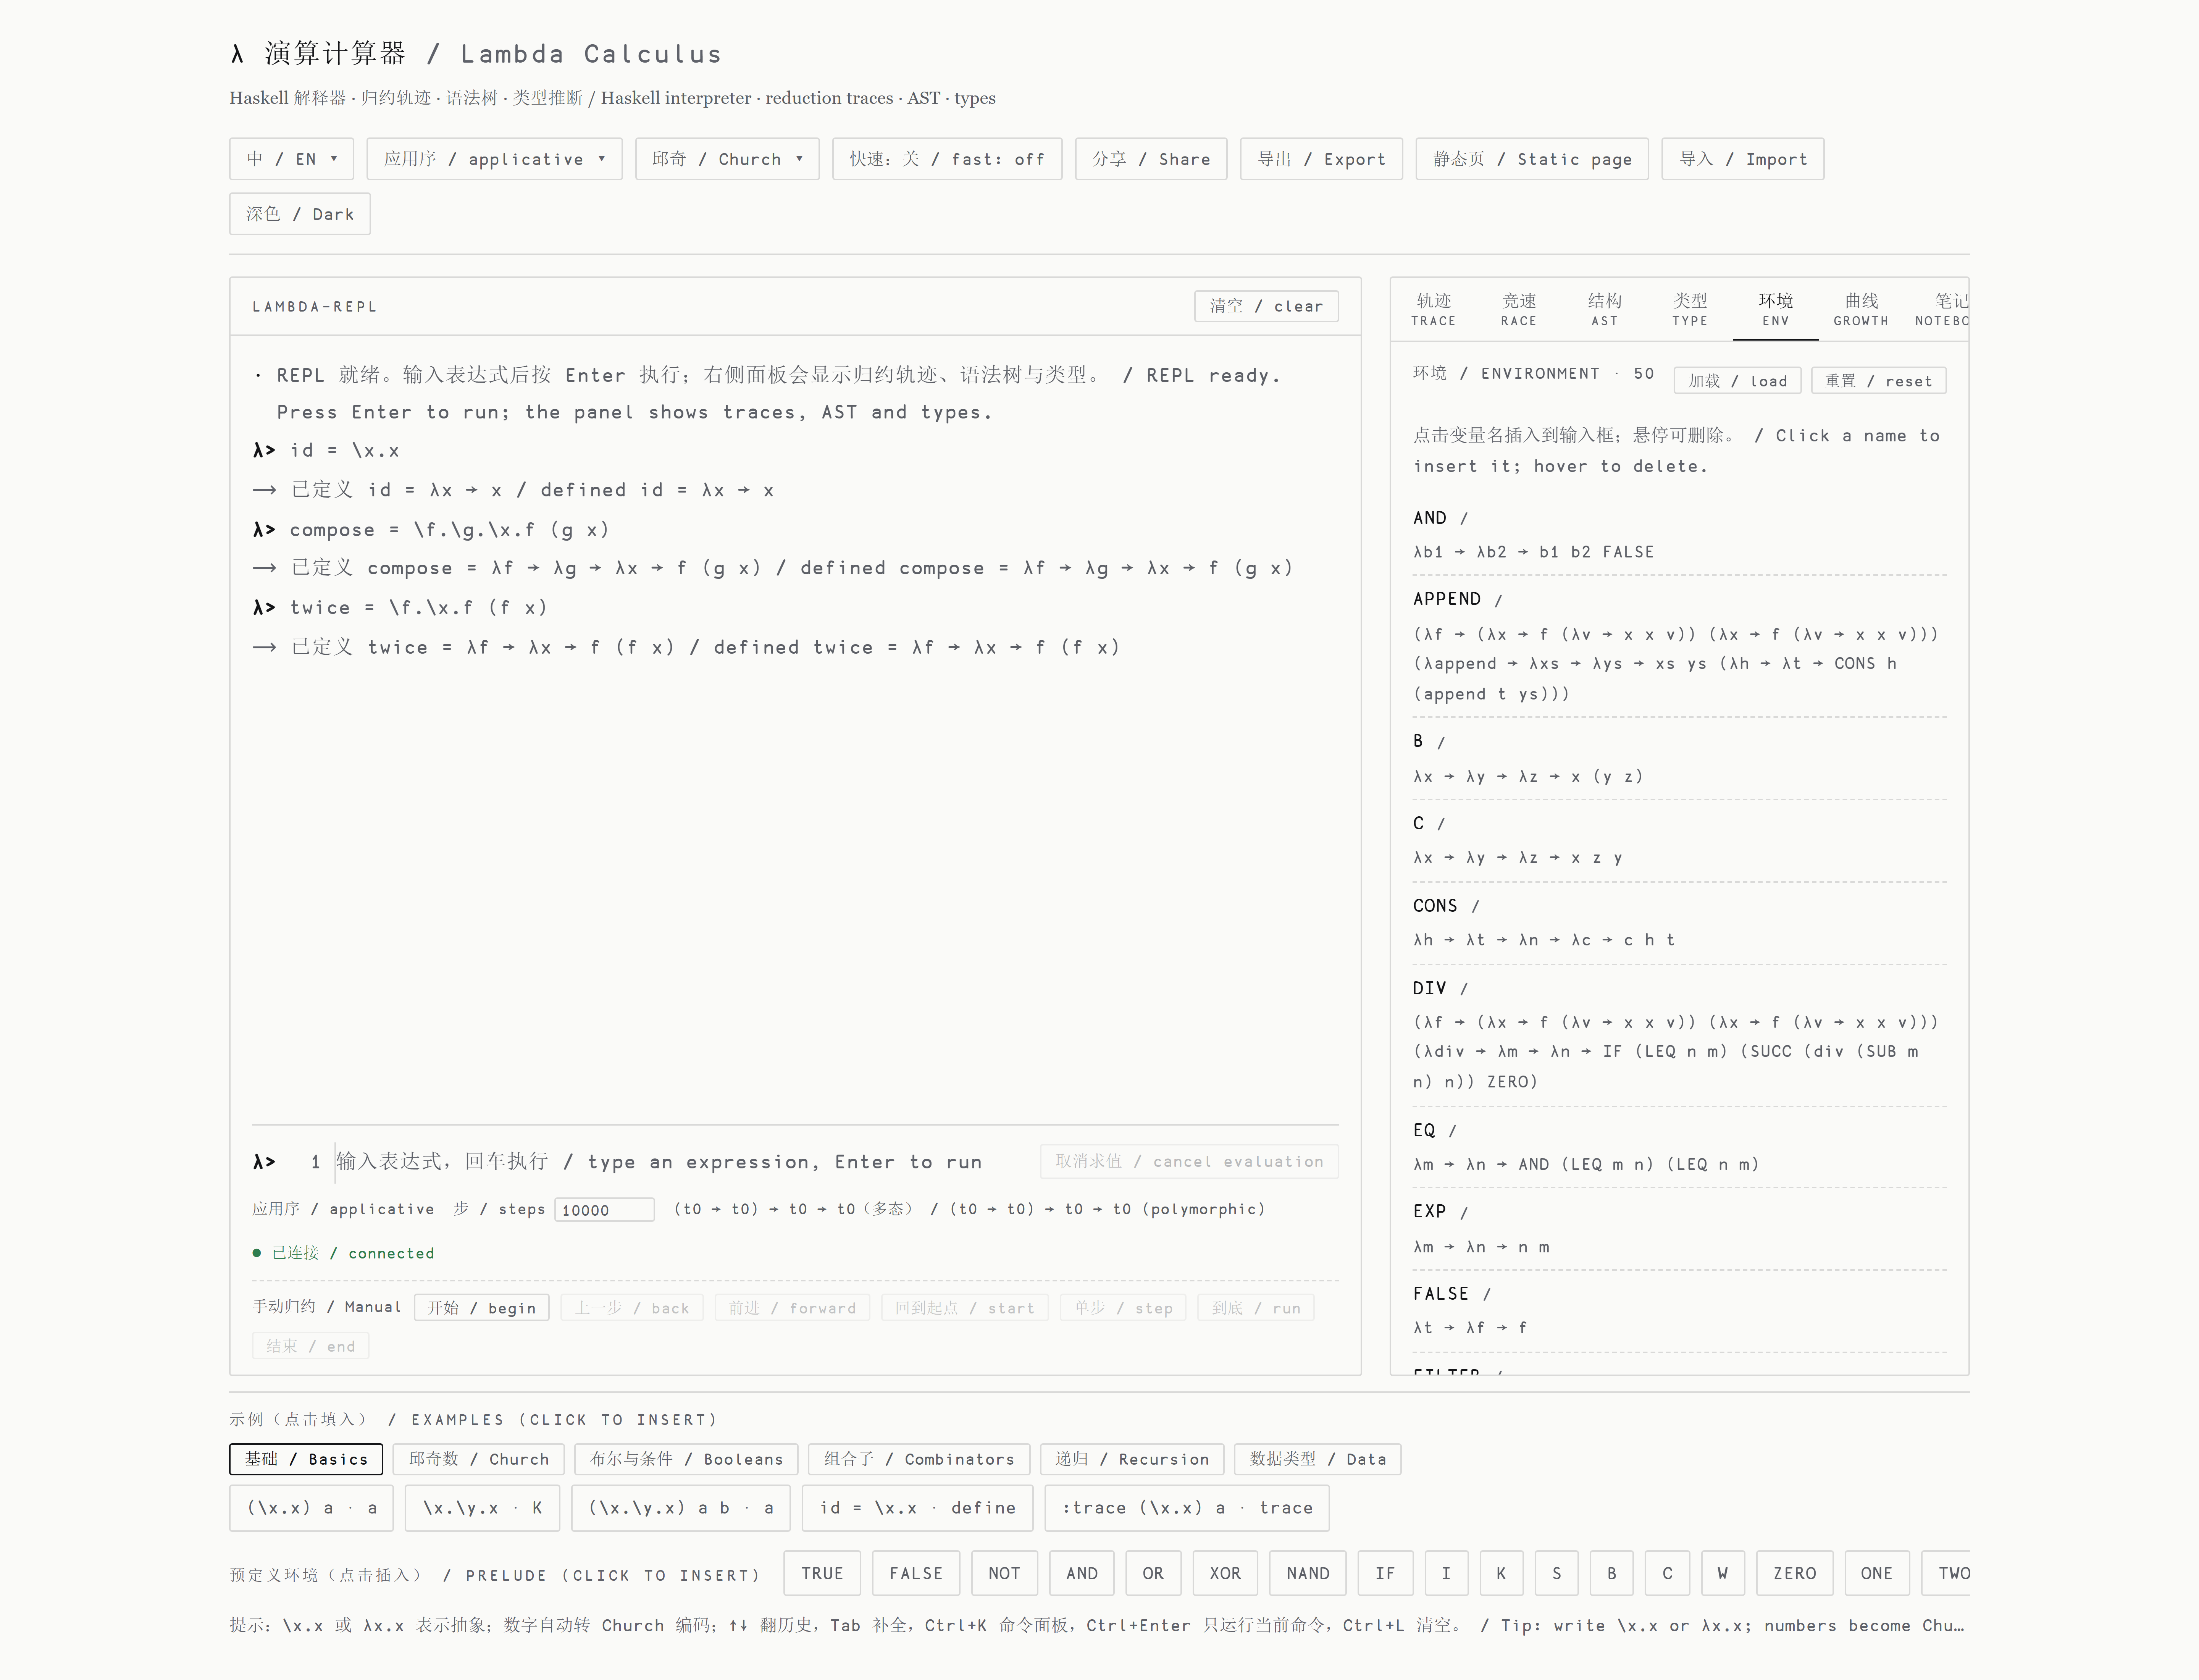 λ 演算计算器 / Lambda Calculus
Haskell 解释器 · 归约轨迹 · 语法树 · 类型推断 / Haskell interpreter · reduction traces · AST · types
中 / EN ▾
应用序 / applicative ▾
邱奇 / Church ▾
快速: 关 / fast: off
分享 / Share
导出 / Export
静态页 / Static page
导入 / Import
深色 / Dark
LAMBDA-REPL
清空 / clear
· REPL 就绪。输入表达式后按 Enter 执行；右侧面板会显示归约轨迹、语法树与类型。 / REPL ready.
Press Enter to run; the panel shows traces, AST and types.
λ> id = \x.x
→ 已定义 id = λx → x / defined id = λx → x
λ> compose = \f.\g.\x.f (g x)
→ 已定义 compose = λf → λg → λx → f (g x) / defined compose = λf → λg → λx → f (g x)
λ> twice = \f.\x.f (f x)
→ 已定义 twice = λf → λx → f (f x) / defined twice = λf → λx → f (f x)
λ> 1 输入表达式，回车执行 / type an expression, Enter to run
取消求值 / cancel evaluation
应用序 / applicative 步 / steps 10000 (t0 → t0) → t0 → t0（多态） / (t0 → t0) → t0 → t0 (polymorphic)
● 已连接 / connected
手动归约 / Manual
开始 / begin
上一步 / back
前进 / forward
回到起点 / start
单步 / step
到底 / run
结束 / end
轨迹
TRACE
竞速
RACE
结构
AST
类型
TYPE
环境
ENV
曲线
GROWTH
笔记
NOTEBO
环境 / ENVIRONMENT · 50
加载 / load
重置 / reset
点击变量名插入到输入框；悬停可删除。 / Click a name to
insert it; hover to delete.
AND /
λb1 → λb2 → b1 b2 FALSE
APPEND /
(λf → (λx → f (λv → x x v)) (λx → f (λv → x x v)))
(λappend → λxs → λys → xs ys (λh → λt → CONS h
(append t ys)))
B /
λx → λy → λz → x (y z)
C /
λx → λy → λz → x z y
CONS /
λh → λt → λn → λc → c h t
DIV /
(λf → (λx → f (λv → x x v)) (λx → f (λv → x x v)))
(λdiv → λm → λn → IF (LEQ n m) (SUCC (div (SUB m
n) n)) ZERO)
EQ /
λm → λn → AND (LEQ m n) (LEQ n m)
EXP /
λm → λn → n m
FALSE /
λt → λf → f
FILTER /
示例（点击填入） / EXAMPLES (CLICK TO INSERT)
基础 / Basics
邱奇数 / Church
布尔与条件 / Booleans
组合子 / Combinators
递归 / Recursion
数据类型 / Data
(\x.x) a · a
\x.\y.x · K
(\x.\y.x) a b · a
id = \x.x · define
:trace (\x.x) a · trace
预定义环境（点击插入） / PRELUDE (CLICK TO INSERT)
TRUE
FALSE
NOT
AND
OR
XOR
NAND
IF
I
K
S
B
C
W
ZERO
ONE
TWO
提示: \x.x 或 λx.x 表示抽象；数字自动转 Church 编码；↑↓ 翻历史，Tab 补全，Ctrl+K 命令面板，Ctrl+Enter 只运行当前命令，Ctrl+L 清空。 / Tip: write \x.x or λx.x; numbers become Chu…